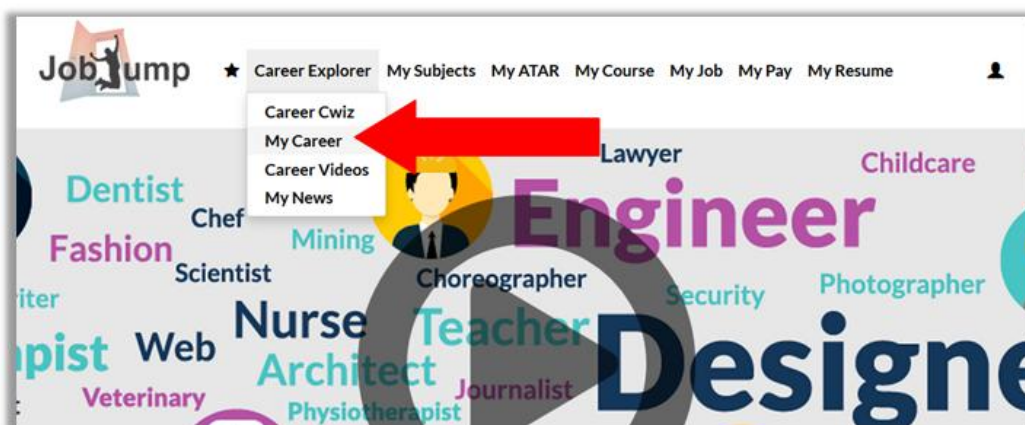 JobJump
Career Explorer My Subjects My ATAR My Course My Job My Pay My Resume
Career Cwiz
My Career
Career Videos
My News
Lawyer
Childcare
Dentist
Engineer
Chef
Fashion
Mining
Scientist
Choreographer
Security
Photographer
Nurse
Teacher
Web
Architect
Journalist
Veterinary
Physiotherapist